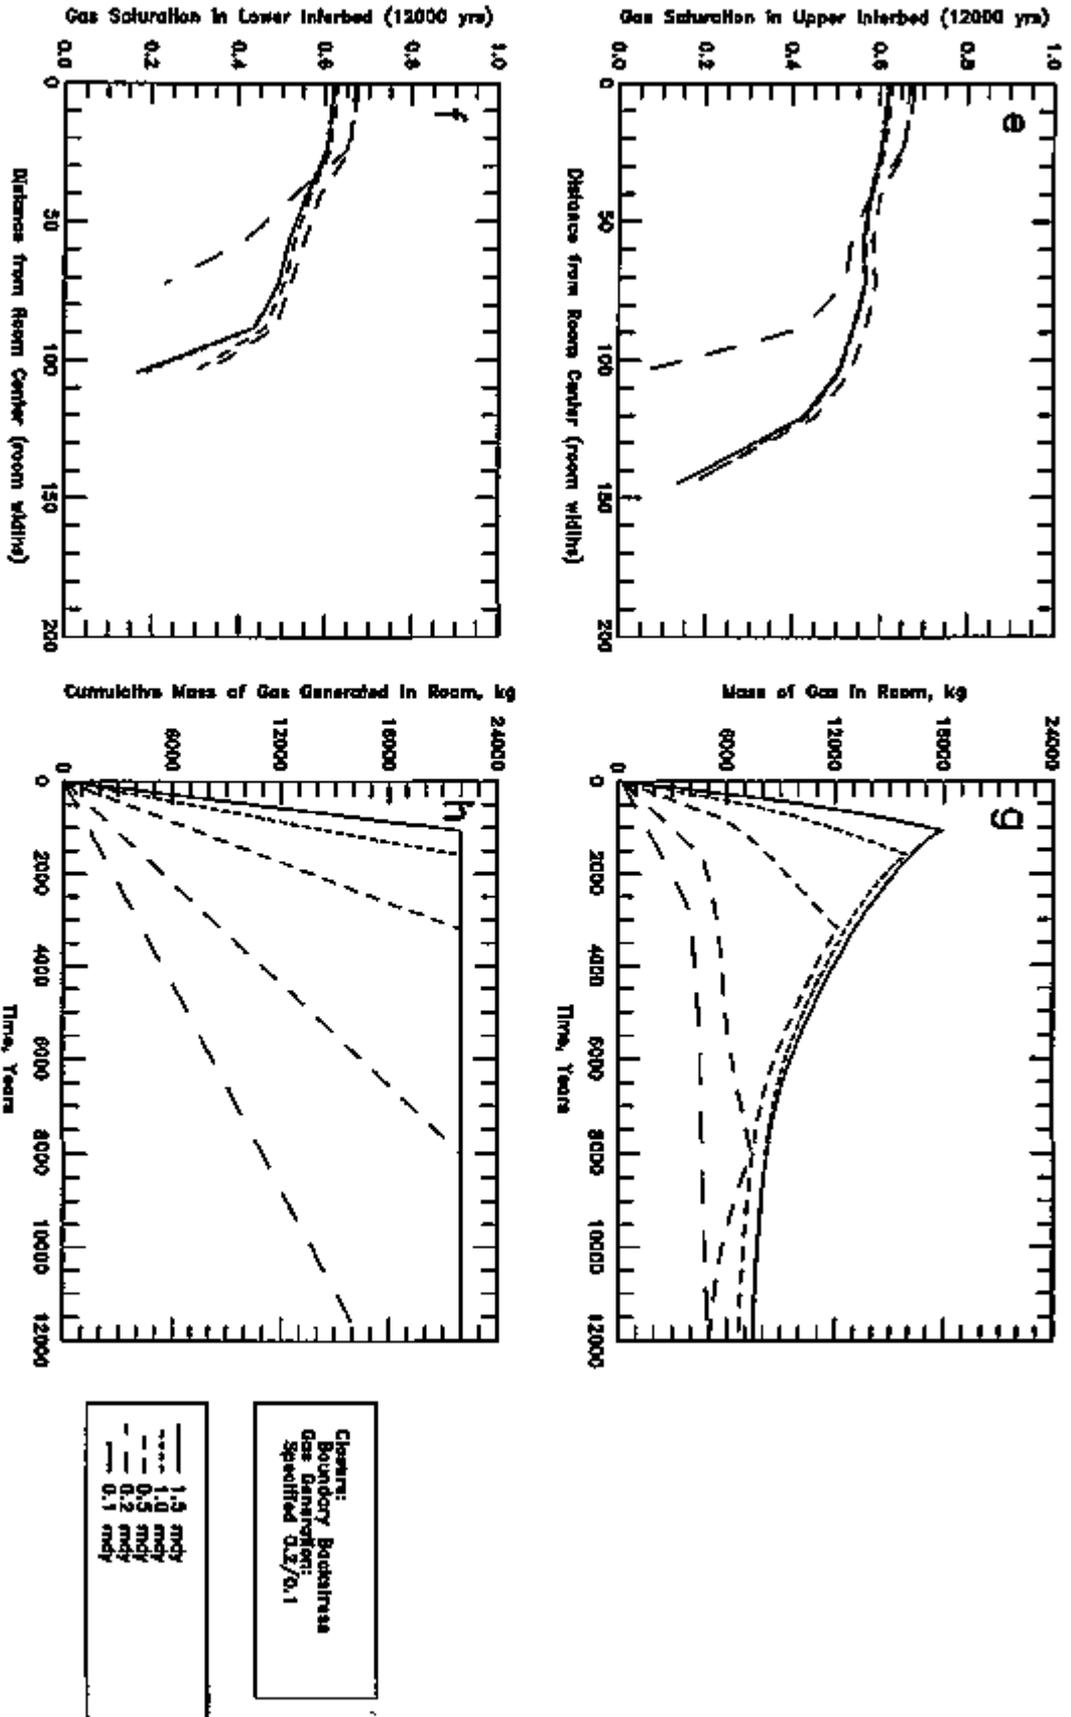 e
Gas Saturation in Upper Interbed (12000 yrs)
1.0
0.8
0.6
0.4
0.2
0.0
0 50 100 150 200
Distance from Room Center (room widths)
g
Mass of Gas in Room, kg
24000
18000
12000
6000
0
0 2000 4000 6000 8000 10000 12000
Time, Years
f
Gas Saturation in Lower Interbed (12000 yrs)
1.0
0.8
0.6
0.4
0.2
0.0
0 50 100 150 200
Distance from Room Center (room widths)
h
Cumulative Mass of Gas Generated in Room, kg
24000
18000
12000
6000
0
0 2000 4000 6000 8000 10000 12000
Time, Years
Closure:
Boundary Backstress
Gas Generation:
Specified 0.2/0.1
1.5 mdy
1.0 mdy
0.5 mdy
0.2 mdy
0.1 mdy